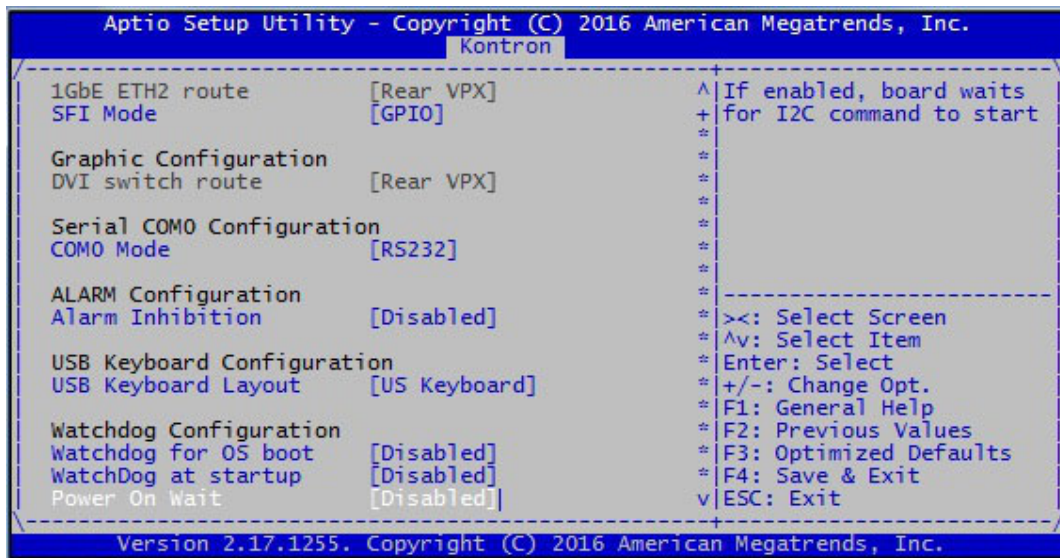 Aptio Setup Utility - Copyright (C) 2016 American Megatrends, Inc.
Kontron
/----------------------------------------------------+------------------------\
1GbE ETH2 route [Rear VPX] ^|If enabled, board waits
SFI Mode [GPIO] +|for I2C command to start
*|
Graphic Configuration *|
DVI switch route [Rear VPX] *|
*|
Serial COM0 Configuration *|
COM0 Mode [RS232] *|
*|
ALARM Configuration *|------------------------
Alarm Inhibition [Disabled] *|><: Select Screen
|^v: Select Item
USB Keyboard Configuration *|Enter: Select
USB Keyboard Layout [US Keyboard] *|+/-: Change Opt.
|F1: General Help
Watchdog Configuration *|F2: Previous Values
Watchdog for OS boot [Disabled] *|F3: Optimized Defaults
WatchDog at startup [Disabled] *|F4: Save & Exit
Power On Wait [Disabled] v|ESC: Exit
\----------------------------------------------------+------------------------/
Version 2.17.1255. Copyright (C) 2016 American Megatrends, Inc.